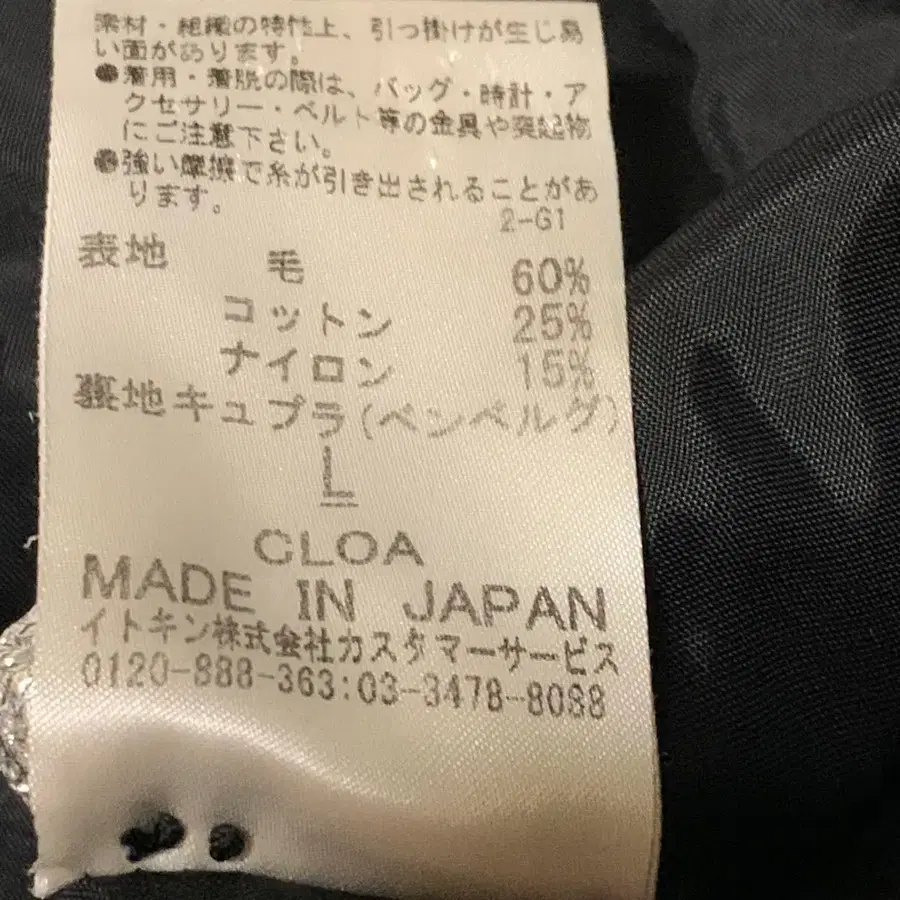 素材・組織の特性上、引っ掛けが生じ易
い面があります。
●着用・着脱の際は、バッグ・時計・ア
クセサリー・ベルト等の金具や突起物
にご注意下さい。
●強い摩擦で糸が引き出されることがあ
ります。
2-G1
表地 毛 60%
コットン 25%
ナイロン 15%
裏地キュプラ(ベンベルグ)
L
CLOA
MADE IN JAPAN
イトキン株式会社カスタマーサービス
0120-888-363:03-3478-8088